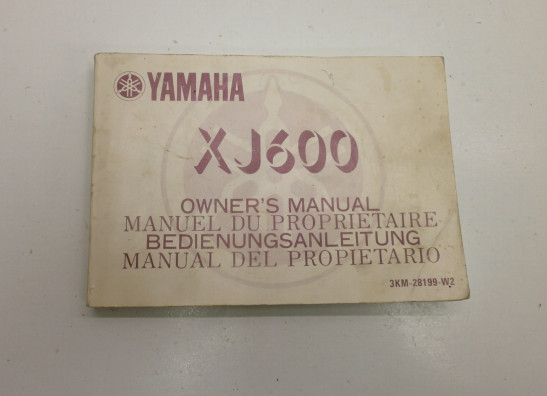 YAMAHA
XJ600
OWNER'S MANUAL
MANUEL DU PROPRIETAIRE
BEDIENUNGSANLEITUNG
MANUAL DEL PROPIETARIO
3KM-28199-W2